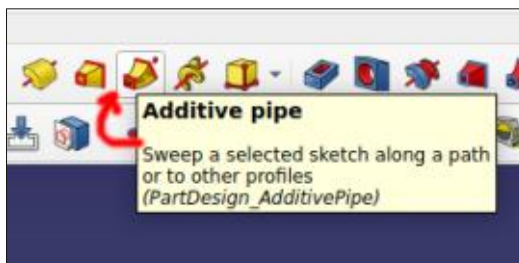 Additive pipe
Sweep a selected sketch along a path
or to other profiles
(PartDesign_AdditivePipe)